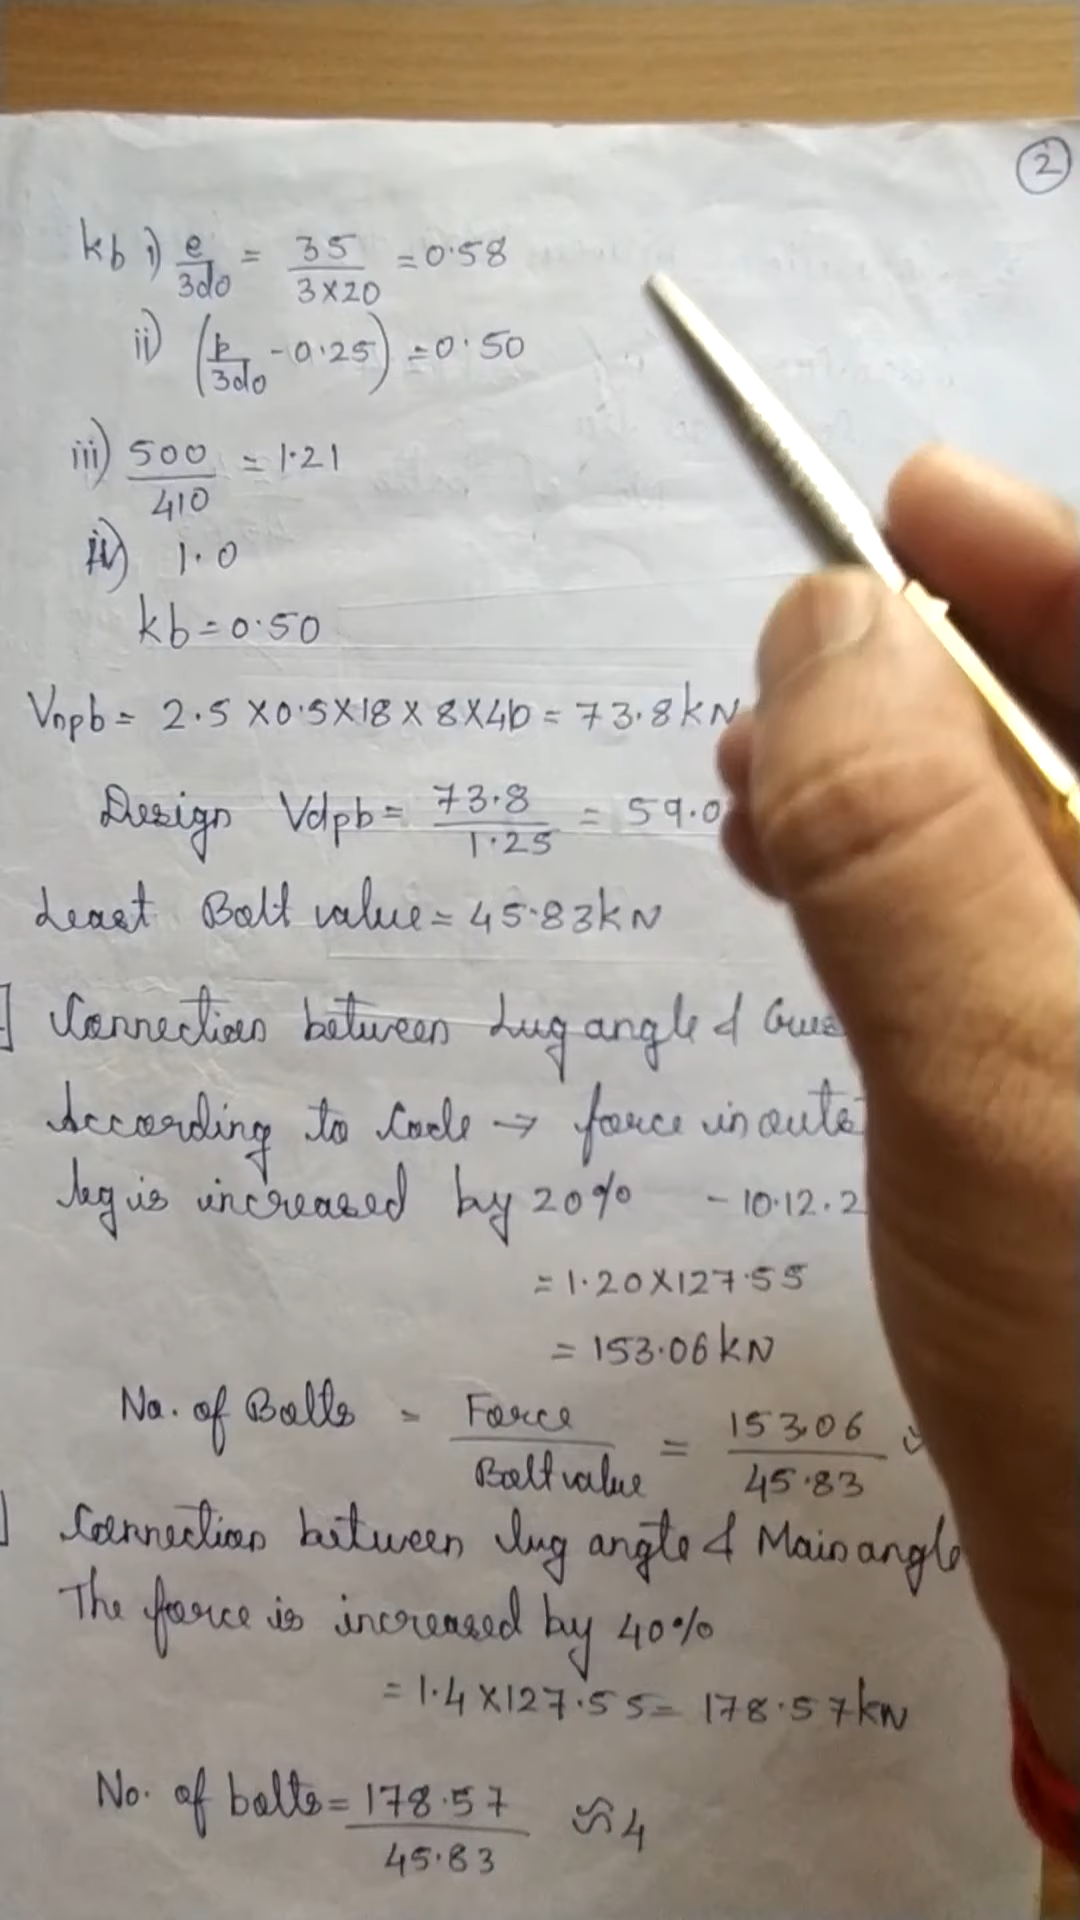 2
kb i) e/3do = 35/3×20 = 0.58
ii) (p/3do - 0.25) = 0.50
iii) 500/410 = 1.21
iv) 1.0
kb = 0.50
Vnpb = 2.5 × 0.5 × 18 × 8 × 410 = 73.8 kN
Design Vdpb = 73.8/1.25 = 59.0
Least Bolt value = 45.83 kN
] Connection between Lug angle &
According to Code → force in
leg is increased by 20% - 10.12.2
= 1.20 × 127.55
= 153.06 kN
No. of Bolts = Force/Bolt value = 153.06/45.83
] Connection between lug angle & Main angle
The force is increased by 40%
= 1.4 × 127.55 = 178.57 kN
No. of bolts = 178.57/45.83 ≈ 4